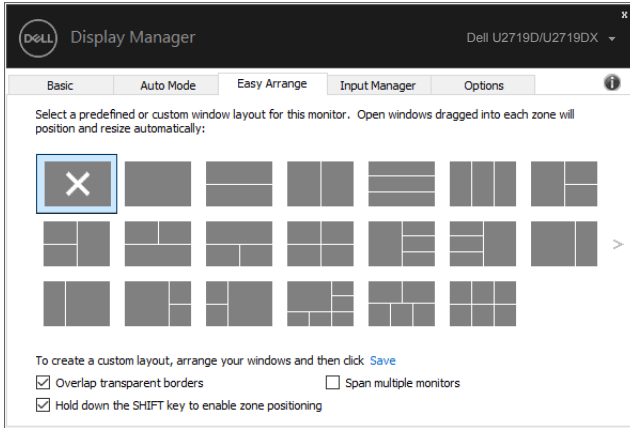 x
DELL Display Manager Dell U2719D/U2719DX
Basic Auto Mode Easy Arrange Input Manager Options i
Select a predefined or custom window layout for this monitor. Open windows dragged into each zone will
position and resize automatically:
>
To create a custom layout, arrange your windows and then click Save
Overlap transparent borders Span multiple monitors
Hold down the SHIFT key to enable zone positioning